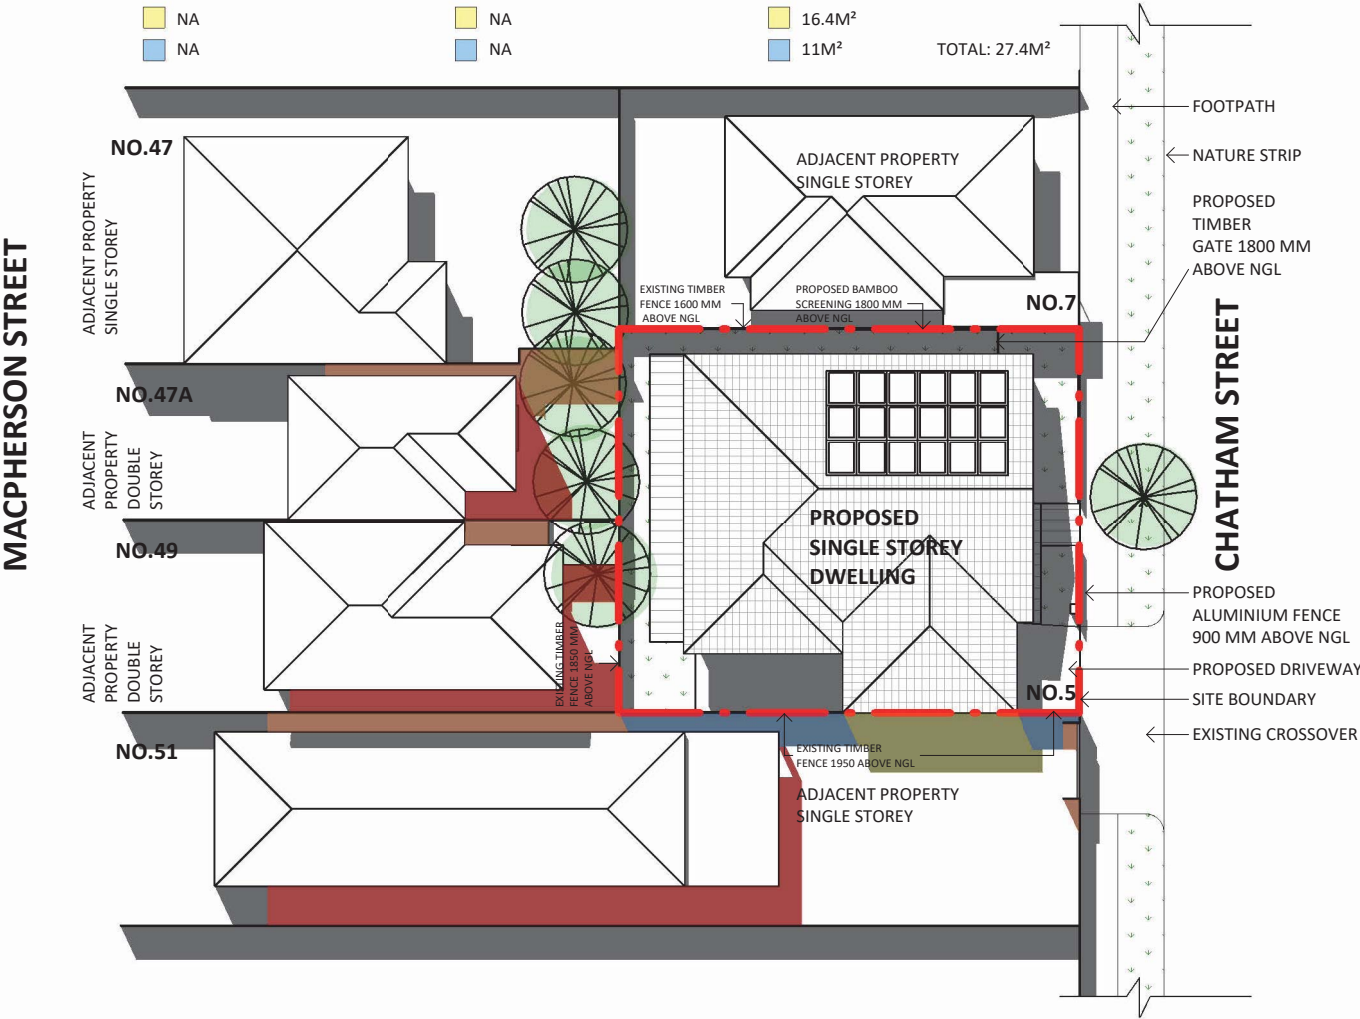 NA
NA
16.4M²
NA
NA
11M²
TOTAL: 27.4M²
FOOTPATH
NATURE STRIP
PROPOSED
TIMBER
GATE 1800 MM
ABOVE NGL
NO.47
ADJACENT PROPERTY
SINGLE STOREY
ADJACENT PROPERTY
SINGLE STOREY
MACPHERSON STREET
EXISTING TIMBER
FENCE 1600 MM
ABOVE NGL
PROPOSED BAMBOO
SCREENING 1800 MM
ABOVE NGL
NO.7
CHATHAM STREET
NO.47A
ADJACENT
PROPERTY
DOUBLE
STOREY
PROPOSED
SINGLE STOREY
DWELLING
NO.49
ADJACENT
PROPERTY
DOUBLE
STOREY
EXISTING TIMBER
FENCE 1850 MM
ABOVE NGL
PROPOSED
ALUMINIUM FENCE
900 MM ABOVE NGL
PROPOSED DRIVEWAY
NO.5
SITE BOUNDARY
EXISTING CROSSOVER
NO.51
EXISTING TIMBER
FENCE 1950 ABOVE NGL
ADJACENT PROPERTY
SINGLE STOREY